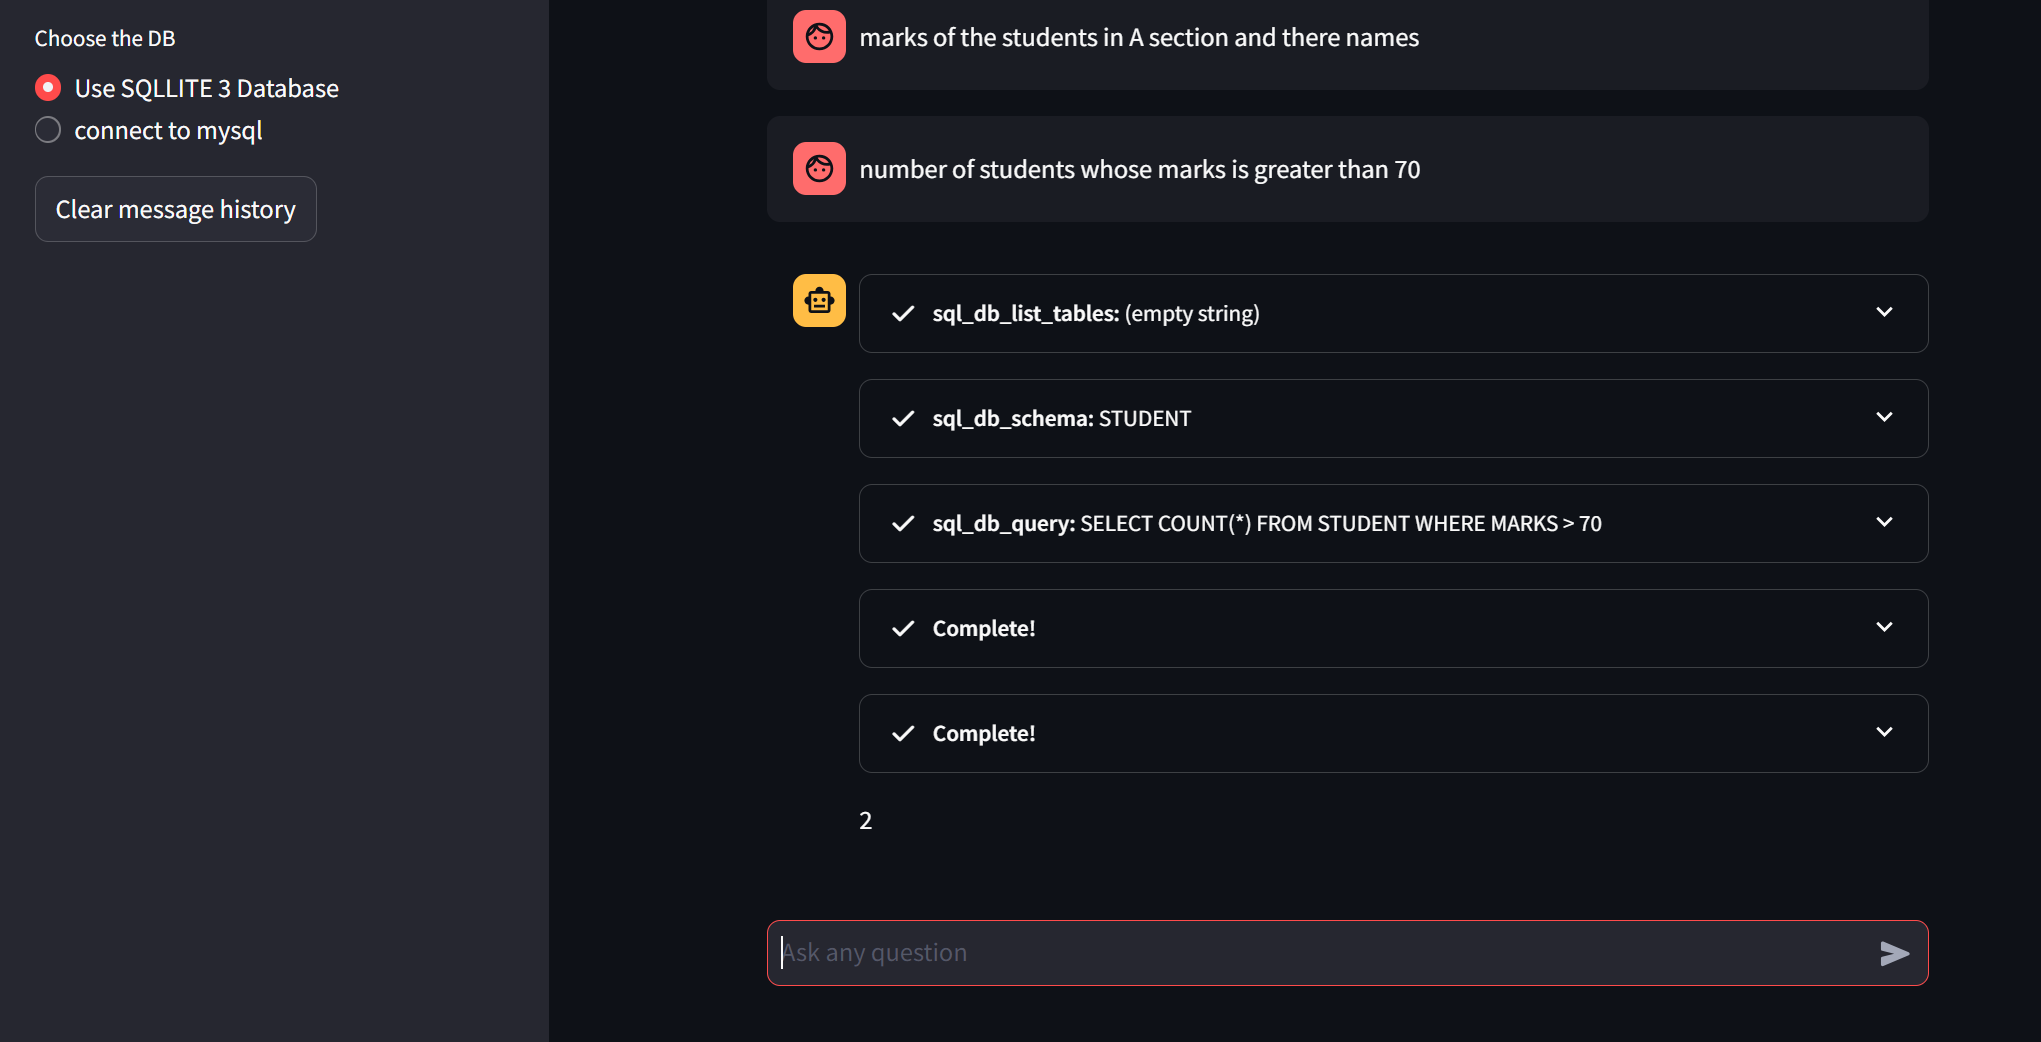 Choose the DB
Use SQLLITE 3 Database
connect to mysql
Clear message history
marks of the students in A section and there names
number of students whose marks is greater than 70
sql_db_list_tables: (empty string)
sql_db_schema: STUDENT
sql_db_query: SELECT COUNT(*) FROM STUDENT WHERE MARKS > 70
Complete!
Complete!
2
Ask any question